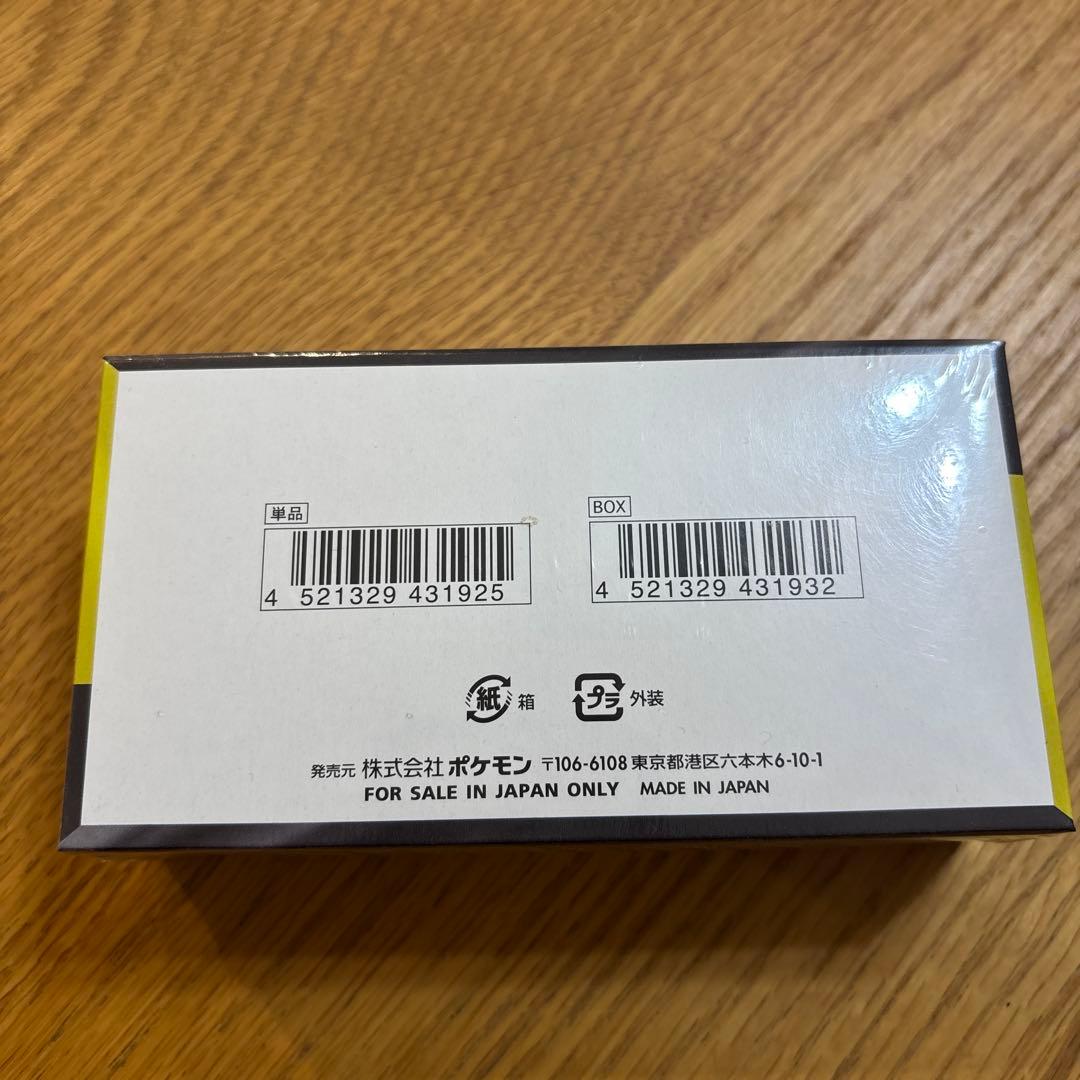 単品
4 521329 431925
BOX
4 521329 431932
紙 箱
プラ 外装
発売元 株式会社ポケモン 〒106-6108 東京都港区六本木6-10-1
FOR SALE IN JAPAN ONLY MADE IN JAPAN